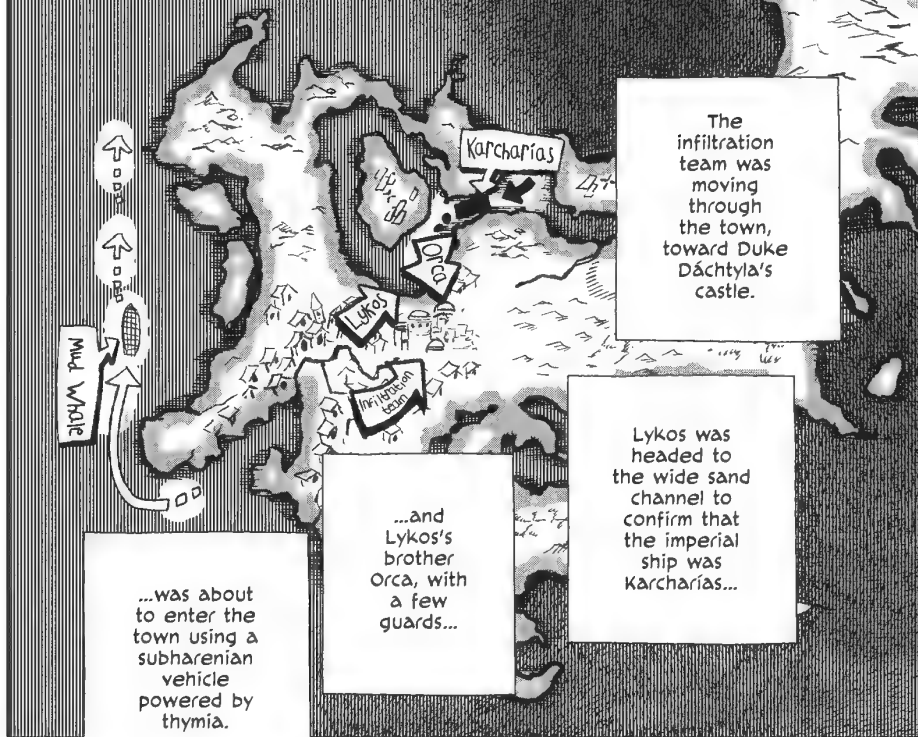 The
infiltration
team was
moving
through
the town,
toward Duke
Dáchtyla's
castle.
Lykos was
headed to
the wide sand
channel to
confirm that
the imperial
ship was
Karcharías...
...and
Lykos's
brother
Orca, with
a few
guards...
...was about
to enter the
town using a
subharenian
vehicle
powered by
thymia.
Karcharías
Orca
Lykos
Infiltration
team
Mud Whale